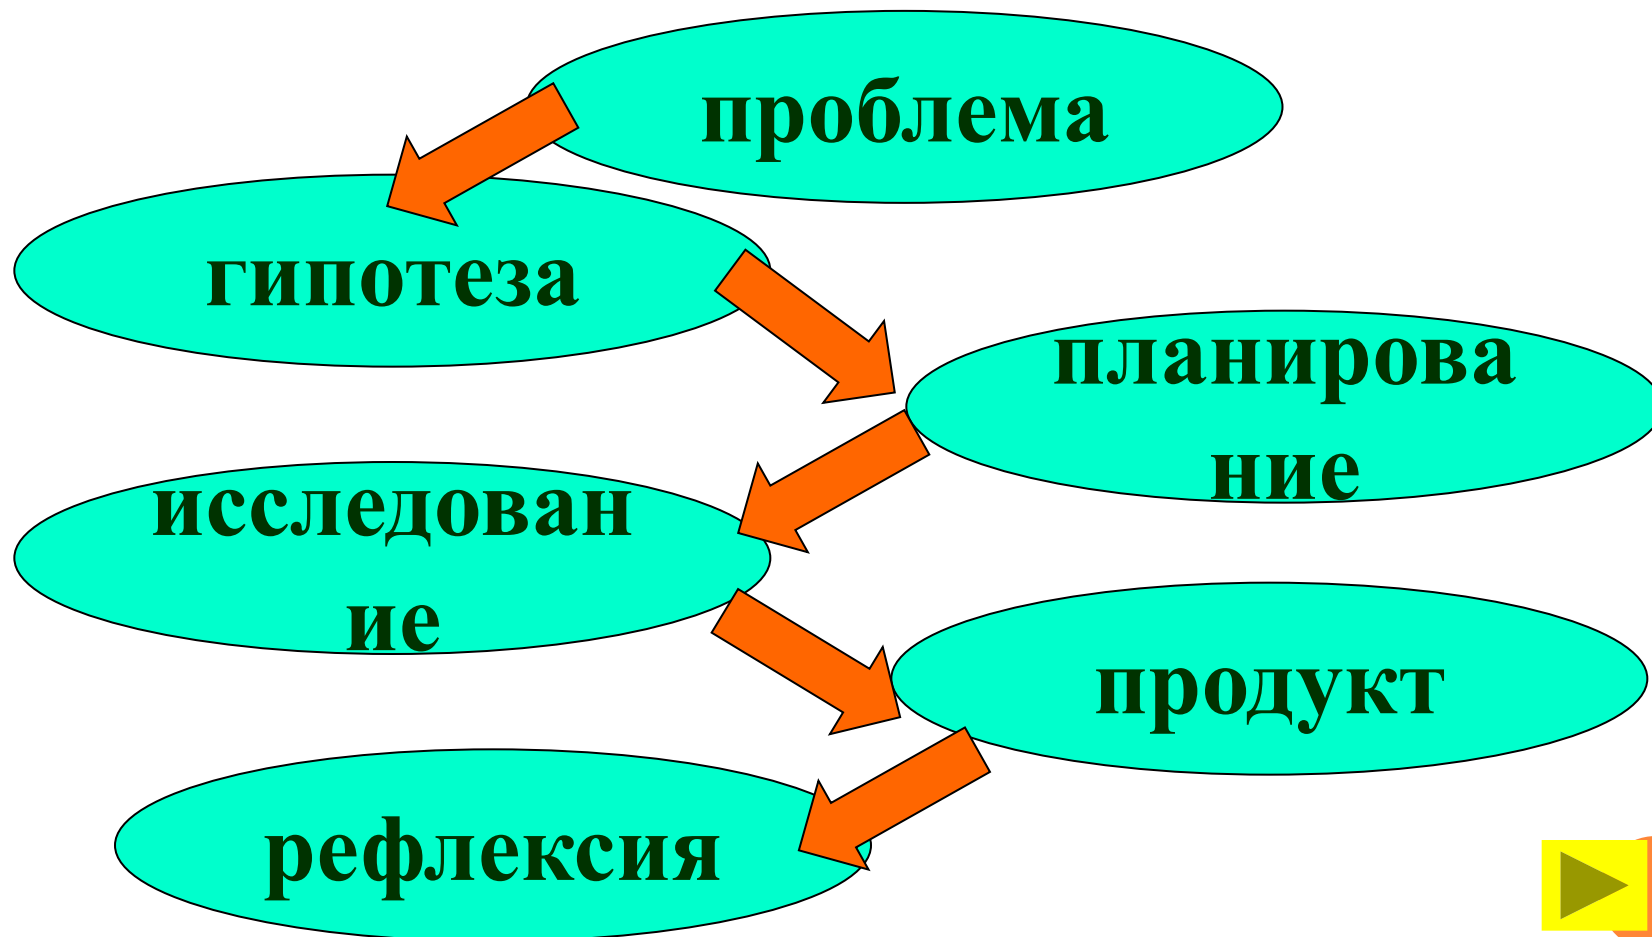 проблема
гипотеза
планирова
ние
исследован
ие
продукт
рефлексия